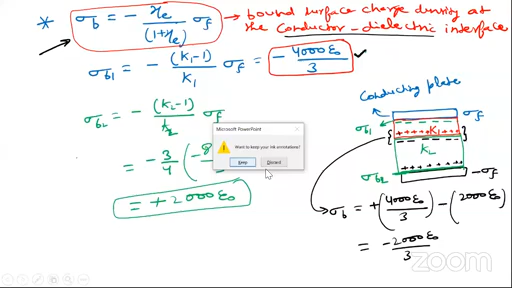 * σb = - χe/(1+χe) σf → bound surface charge density at
the Conductor-dielectric interface
σb1 = - (K1-1)/K1 σf = - 4000ε0/3 ✓
Conducting plate
σb2 = - (K2-1)/K2 σf
σf
σb1
++++ K1 +++
K2
Microsoft PowerPoint
Want to keep your ink annotations?
Keep Discard
= - 3/4 (-8
σb2
++++++
-σf
= + 2000ε0
σb = +(4000ε0/3) - (2000ε0)
= -2000ε0/3
zoom